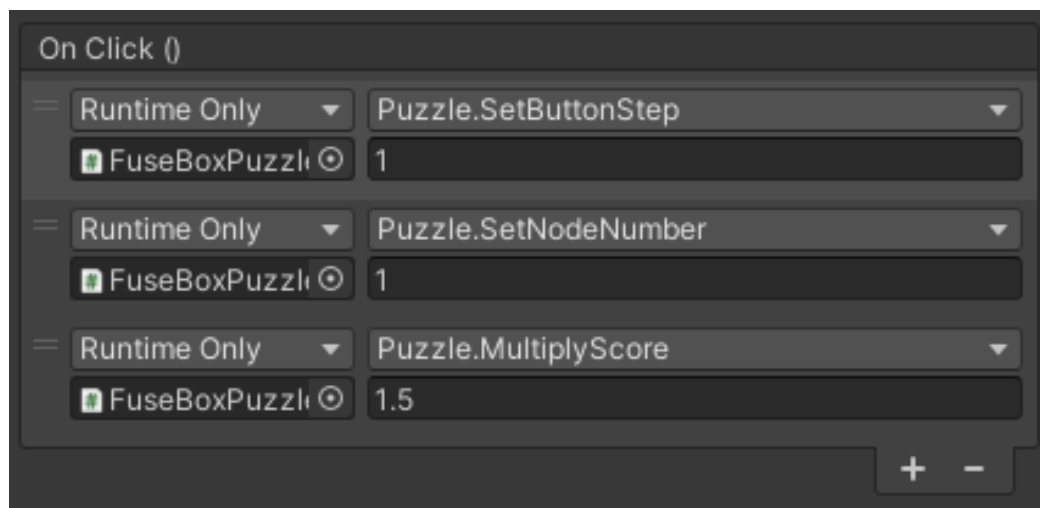 On Click ()
Runtime Only Puzzle.SetButtonStep
# FuseBoxPuzzl 1
Runtime Only Puzzle.SetNodeNumber
# FuseBoxPuzzl 1
Runtime Only Puzzle.MultiplyScore
# FuseBoxPuzzl 1.5
+ -